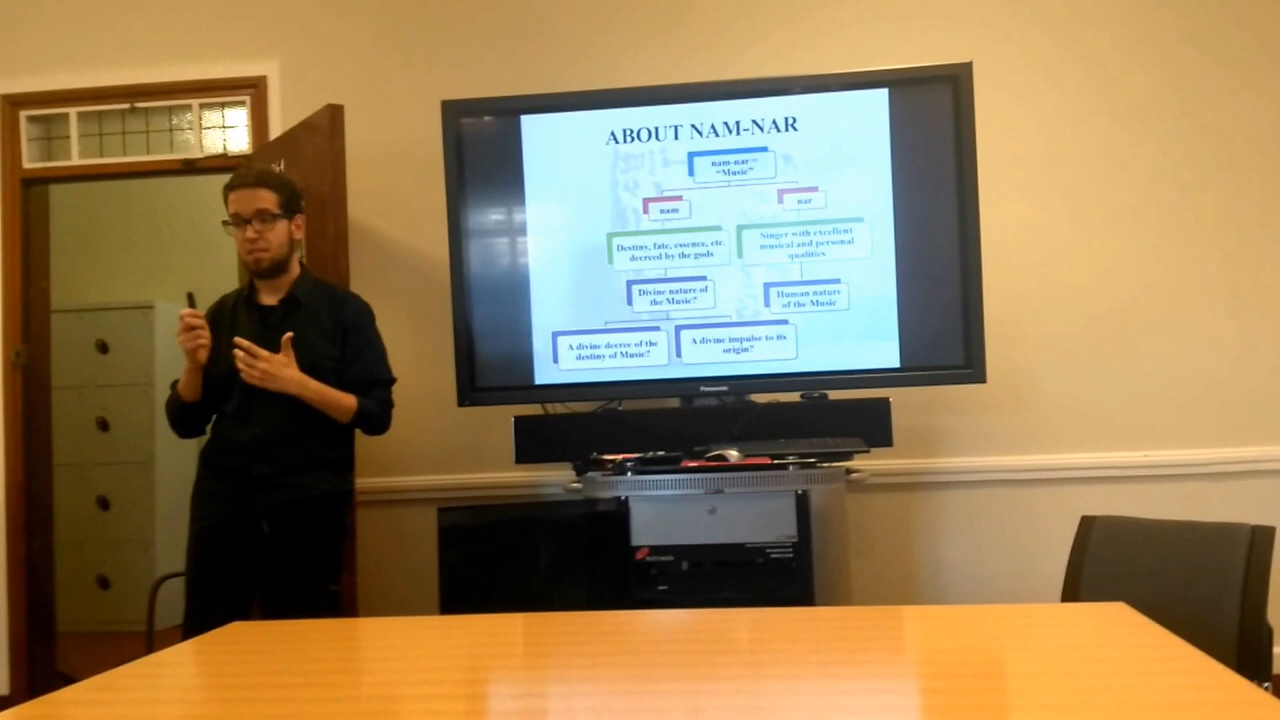 ABOUT NAM-NAR
nam-nar =
"Music"
nam
nar
Destiny, fate, essence, etc.
decreed by the gods
Singer with excellent
musical and personal
qualities
Divine nature of
the Music?
Human nature
of the Music
A divine decree of the
destiny of Music?
A divine impulse to its
origin?
Panasonic